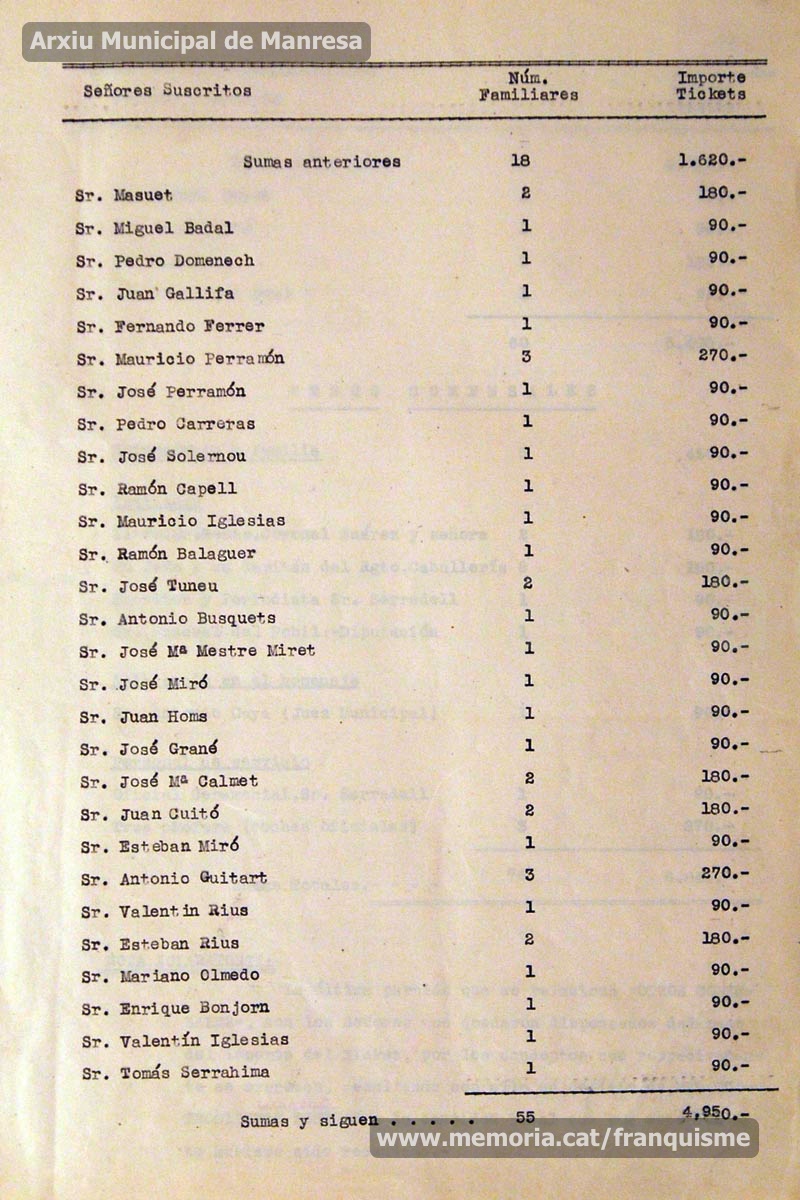 Arxiu Municipal de Manresa
Señores Suscritos Núm. Familiares Importe Tickets
Sumas anteriores 18 1.620.-
Sr. Masuet 2 180.-
Sr. Miguel Badal 1 90.-
Sr. Pedro Domenech 1 90.-
Sr. Juan Gallifa 1 90.-
Sr. Fernando Ferrer 1 90.-
Sr. Mauricio Perramón 3 270.-
Sr. José Perramón 1 90.-
Sr. Pedro Carreras 1 90.-
Sr. José Solernou 1 90.-
Sr. Ramón Capell 1 90.-
Sr. Mauricio Iglesias 1 90.-
Sr. Ramón Balaguer 1 90.-
Sr. José Tuneu 2 180.-
Sr. Antonio Busquets 1 90.-
Sr. José Mª Mestre Miret 1 90.-
Sr. José Miró 1 90.-
Sr. Juan Homs 1 90.-
Sr. José Grané 1 90.-
Sr. José Mª Calmet 2 180.-
Sr. Juan Cuitó 2 180.-
Sr. Esteban Miró 1 90.-
Sr. Antonio Guitart 3 270.-
Sr. Valentin Rius 1 90.-
Sr. Esteban Rius 2 180.-
Sr. Mariano Olmedo 1 90.-
Sr. Enrique Bonjorn 1 90.-
Sr. Valentín Iglesias 1 90.-
Sr. Tomás Serrahima 1 90.-
Sumas y siguen . . . . . 55 4,950.-
www.memoria.cat/franquisme